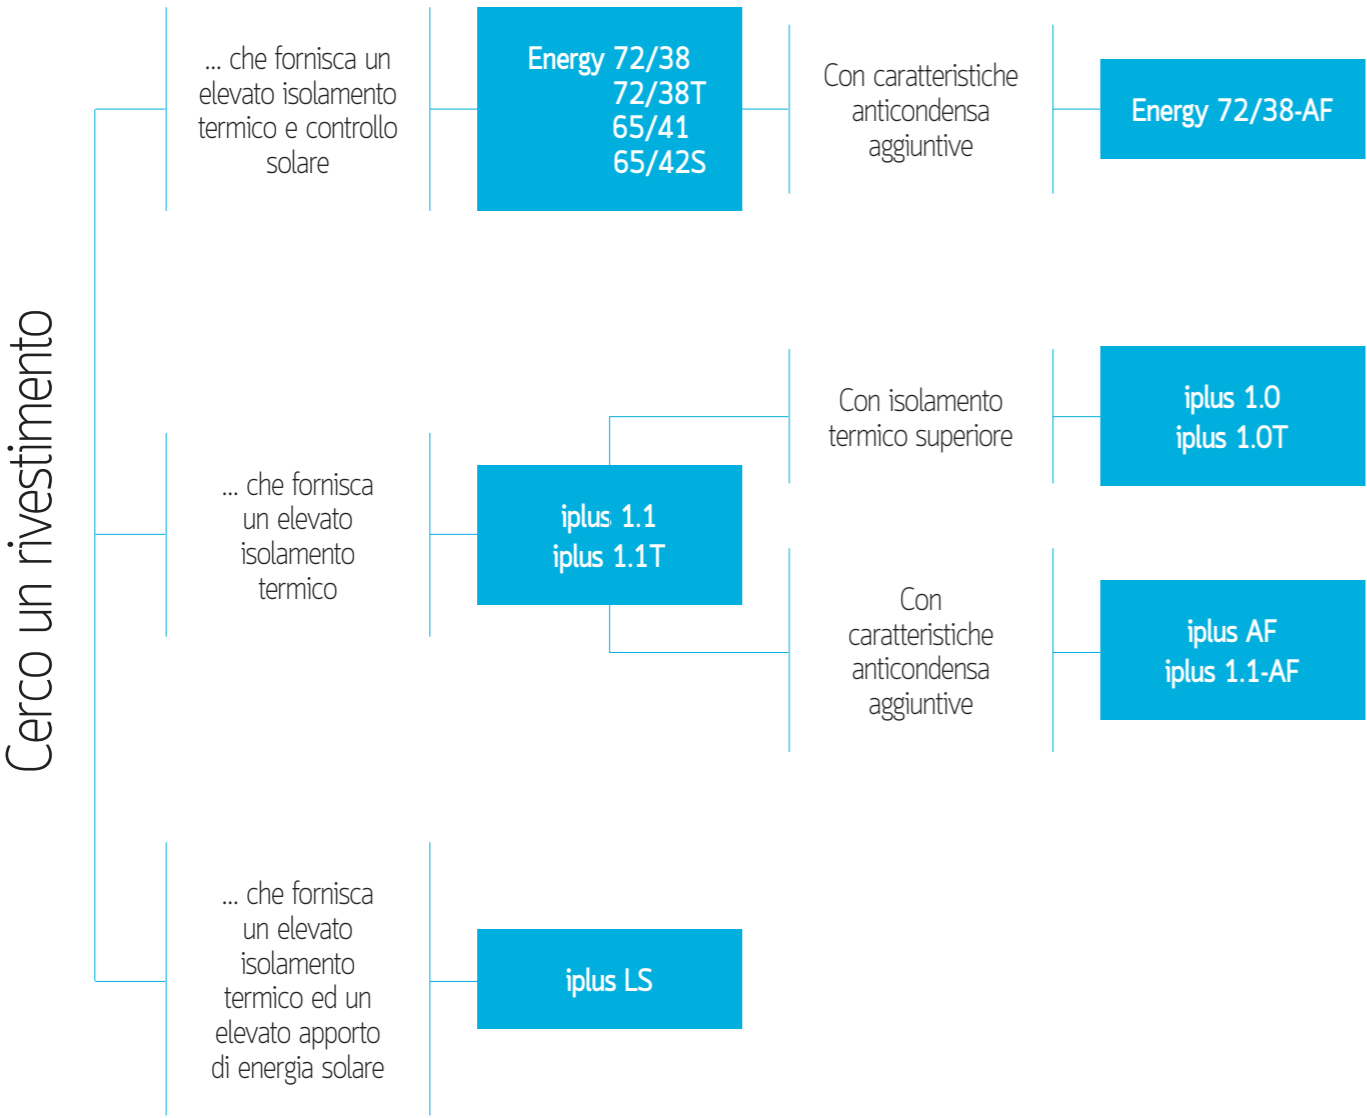 Cerco un rivestimento
... che fornisca un
elevato isolamento
termico e controllo
solare
Energy 72/38
72/38T
65/41
65/42S
Con caratteristiche
anticondensa
aggiuntive
Energy 72/38-AF
... che fornisca
un elevato
isolamento
termico
iplus 1.1
iplus 1.1T
Con isolamento
termico superiore
iplus 1.0
iplus 1.0T
Con
caratteristiche
anticondensa
aggiuntive
iplus AF
iplus 1.1-AF
... che fornisca
un elevato
isolamento
termico ed un
elevato apporto
di energia solare
iplus LS